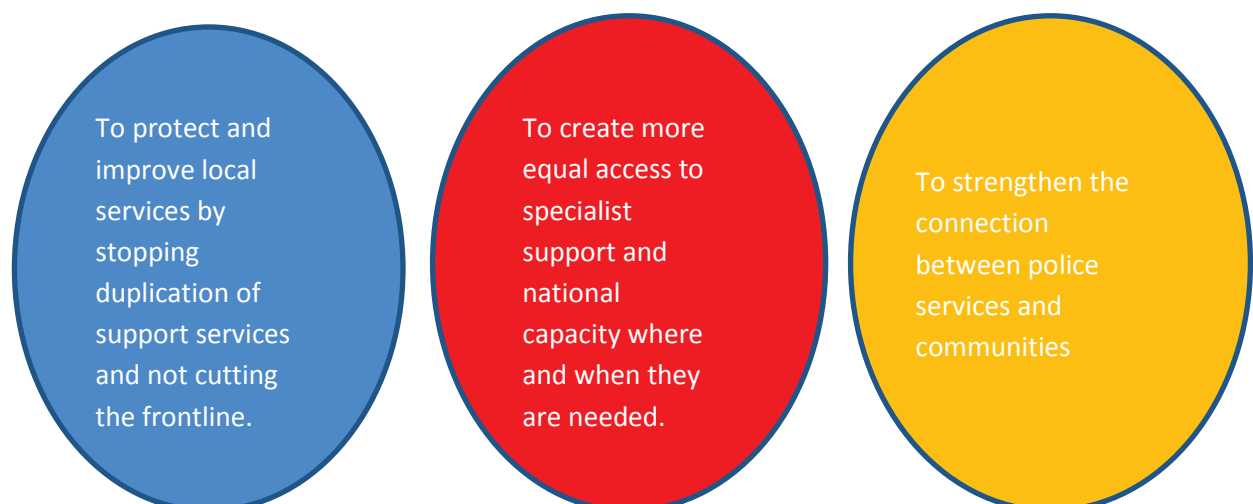 To protect and
improve local
services by
stopping
duplication of
support services
and not cutting
the frontline.
To create more
equal access to
specialist
support and
national
capacity where
and when they
are needed.
To strengthen the
connection
between police
services and
communities